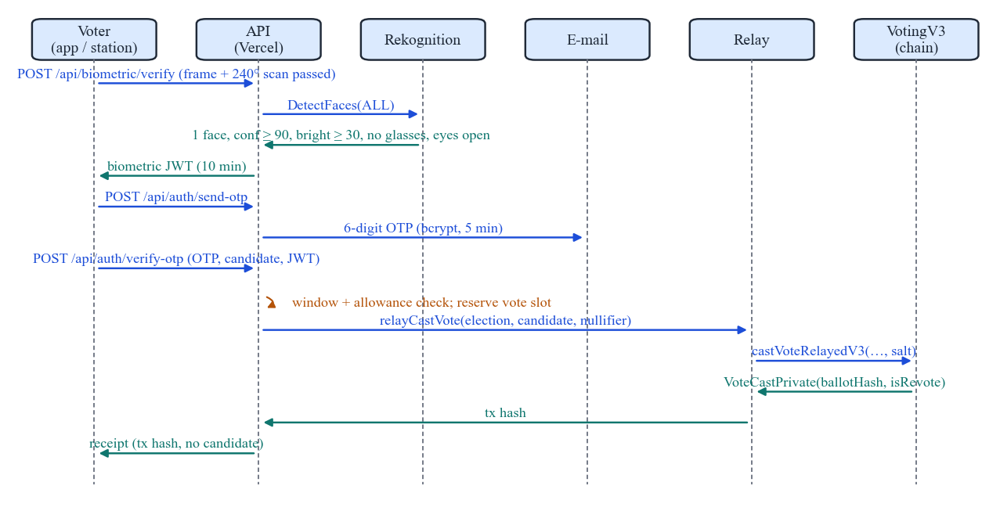 Voter
(app / station)
API
(Vercel)
Rekognition
E-mail
Relay
VotingV3
(chain)
POST /api/biometric/verify (frame + 240° scan passed)
DetectFaces(ALL)
1 face, conf ≥ 90, bright ≥ 30, no glasses, eyes open
biometric JWT (10 min)
POST /api/auth/send-otp
6-digit OTP (bcrypt, 5 min)
POST /api/auth/verify-otp (OTP, candidate, JWT)
window + allowance check; reserve vote slot
relayCastVote(election, candidate, nullifier)
castVoteRelayedV3(…, salt)
VoteCastPrivate(ballotHash, isRevote)
tx hash
receipt (tx hash, no candidate)